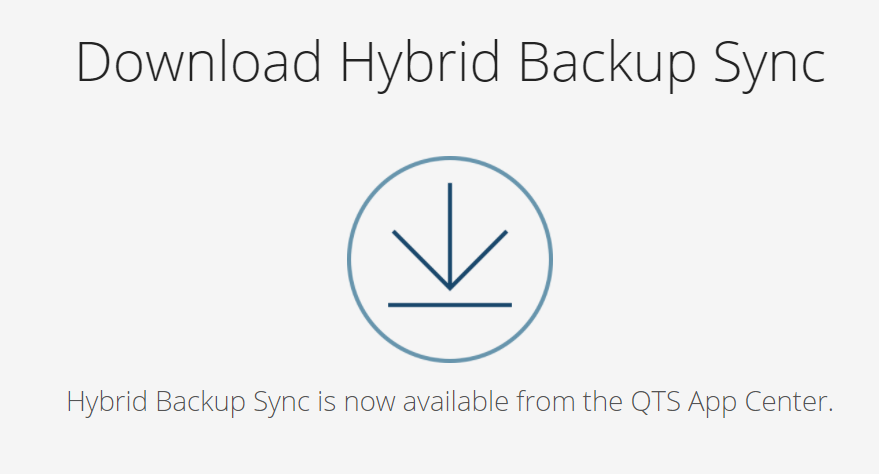 Download Hybrid Backup Sync
Hybrid Backup Sync is now available from the QTS App Center.